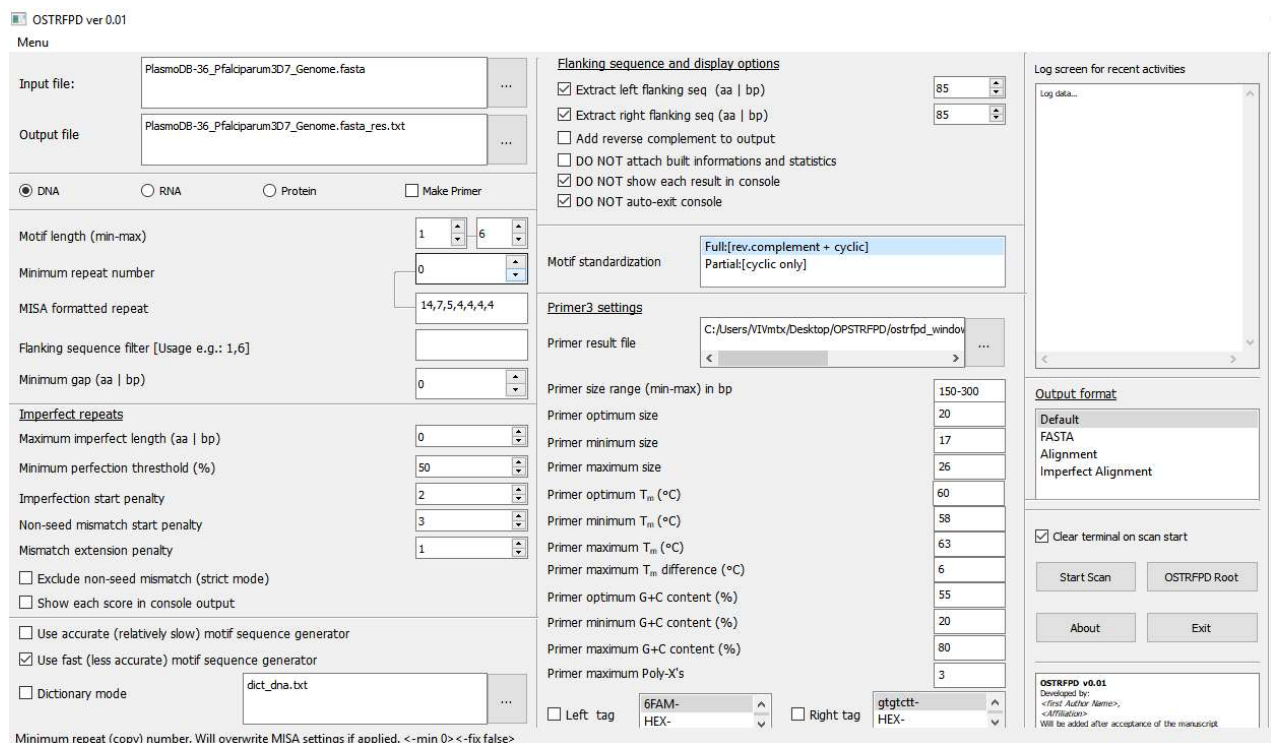 OSTRFPD ver 0.01
Menu
Input file:
PlasmoDB-36_Pfalciparum3D7_Genome.fasta
...
Output file
PlasmoDB-36_Pfalciparum3D7_Genome.fasta_res.txt
...
DNA RNA Protein Make Primer
Motif length (min-max) 1 6
Minimum repeat number 0
MISA formatted repeat 14,7,5,4,4,4,4
Flanking sequence filter [Usage e.g.: 1,6]
Minimum gap (aa | bp) 0
Imperfect repeats
Maximum imperfect length (aa | bp) 0
Minimum perfection thresthold (%) 50
Imperfection start penalty 2
Non-seed mismatch start penalty 3
Mismatch extension penalty 1
Exclude non-seed mismatch (strict mode)
Show each score in console output
Use accurate (relatively slow) motif sequence generator
Use fast (less accurate) motif sequence generator
Dictionary mode dict_dna.txt ...
Flanking sequence and display options
Extract left flanking seq (aa | bp) 85
Extract right flanking seq (aa | bp) 85
Add reverse complement to output
DO NOT attach built informations and statistics
DO NOT show each result in console
DO NOT auto-exit console
Motif standardization
Full:[rev.complement + cyclic]
Partial:[cyclic only]
Primer3 settings
Primer result file
C:/Users/VIVmtx/Desktop/OPSTRFPD/ostrfpd_window
...
Primer size range (min-max) in bp 150-300
Primer optimum size 20
Primer minimum size 17
Primer maximum size 26
Primer optimum Tm (°C) 60
Primer minimum Tm (°C) 58
Primer maximum Tm (°C) 63
Primer maximum Tm difference (°C) 6
Primer optimum G+C content (%) 55
Primer minimum G+C content (%) 20
Primer maximum G+C content (%) 80
Primer maximum Poly-X's 3
Left tag
6FAM-
HEX-
Right tag
gtgtctt-
HEX-
Log screen for recent activities
Log data...
Output format
Default
FASTA
Alignment
Imperfect Alignment
Clear terminal on scan start
Start Scan OSTRFPD Root
About Exit
OSTRFPD v0.01
Developed by:
<first Author Name>,
<Affiliation>
Will be added after acceptance of the manuscript
Minimum repeat (copy) number. Will overwrite MISA settings if applied. <-min 0><-fix false>